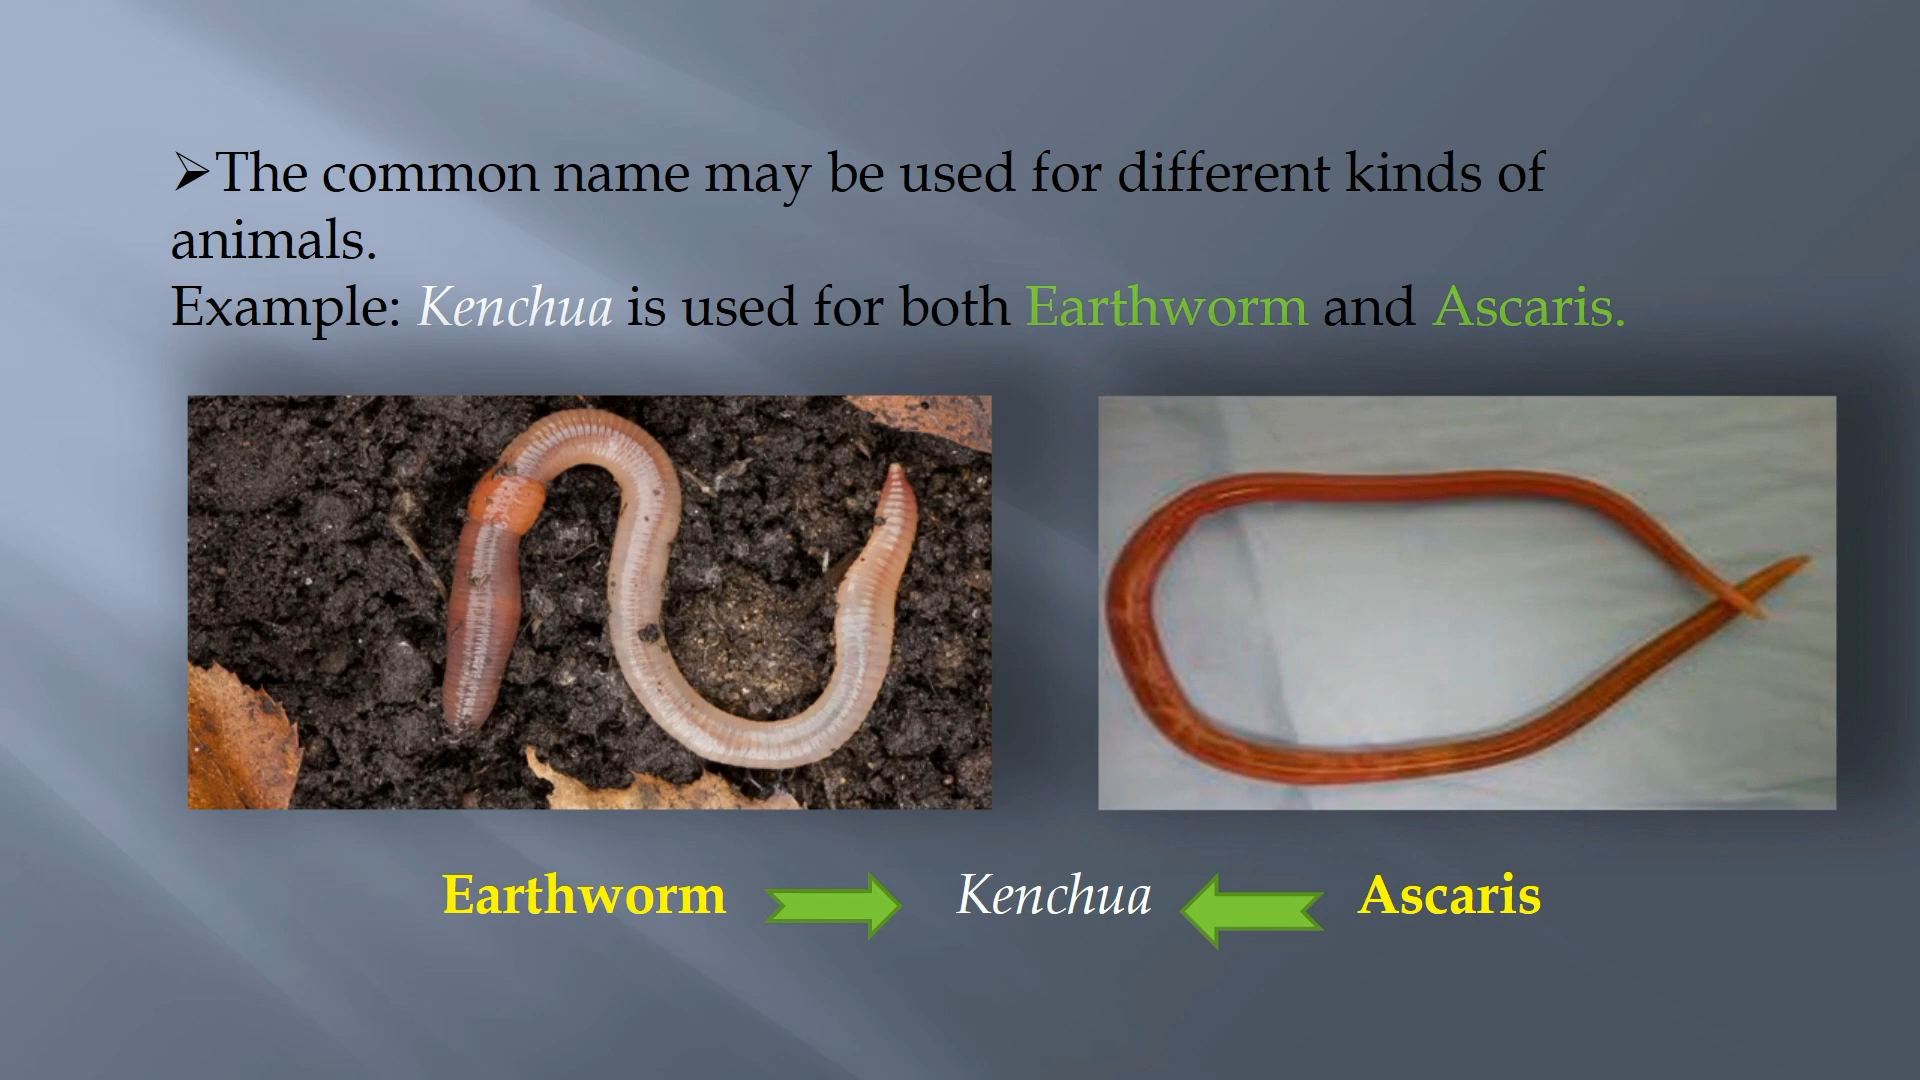 ➢The common name may be used for different kinds of
animals.
Example: Kenchua is used for both Earthworm and Ascaris.
Earthworm Kenchua Ascaris